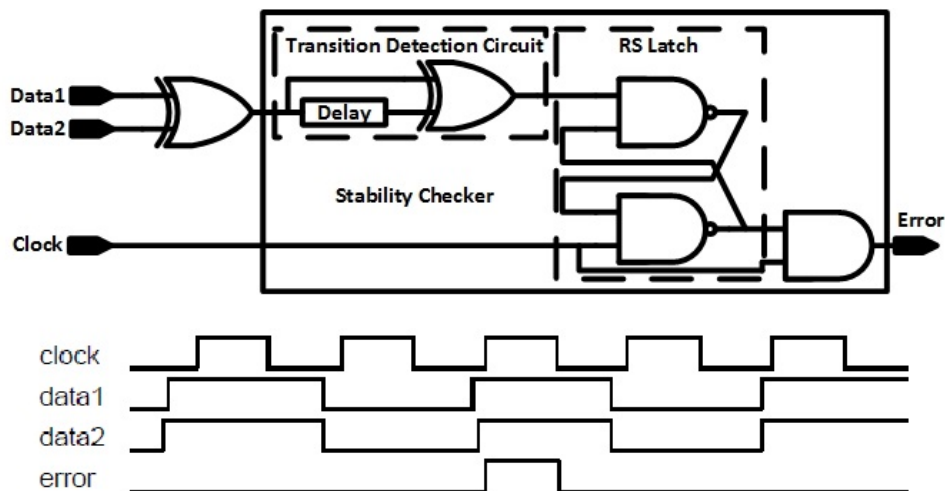 Transition Detection Circuit
RS Latch
Data1
Data2
Delay
Stability Checker
Clock
Error
clock
data1
data2
error